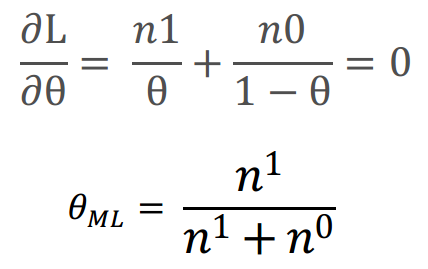 ∂L/∂θ = n1/θ + n0/(1 − θ) = 0
θ_ML = n^1/(n^1 + n^0)